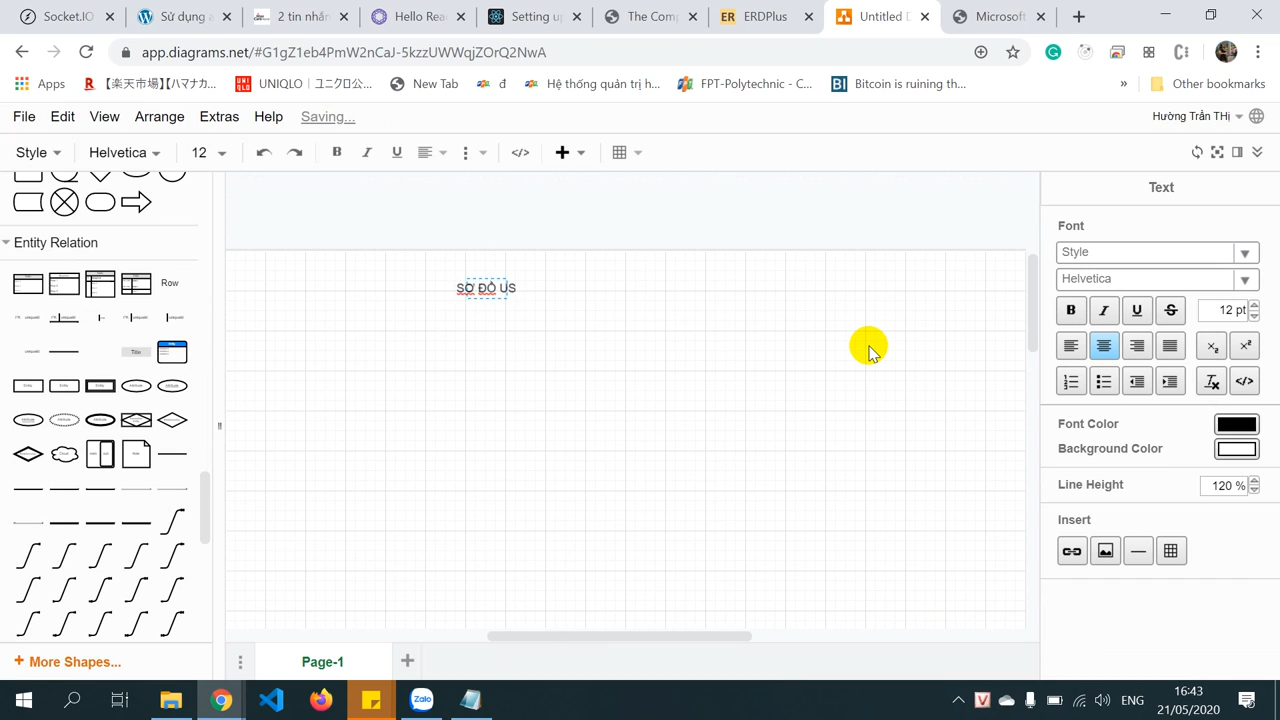 Socket.IO
Sử dụng a
2 tin nhắn
Hello Rea
Setting up
The Comp
ER ERDPlus
Untitled D
Microsoft
app.diagrams.net/#G1gZ1eb4PmW2nCaJ-5kzzUWWqjZOrQ2NwA
Apps
【楽天市場】【ハマナカ...
UNIQLO｜ユニクロ公...
New Tab
đ
Hệ thống quản trị h...
FPT-Polytechnic - C...
BI Bitcoin is ruining th...
»
Other bookmarks
File Edit View Arrange Extras Help Saving...
Hường Trần THị
Style Helvetica 12 B I U
Text
Entity Relation
Row
Title
SƠ ĐỒ US
Font
Style
Helvetica
B I U S 12 pt
Font Color
Background Color
Line Height 120 %
Insert
+ More Shapes...
Page-1
Zalo
ENG
16:43
21/05/2020